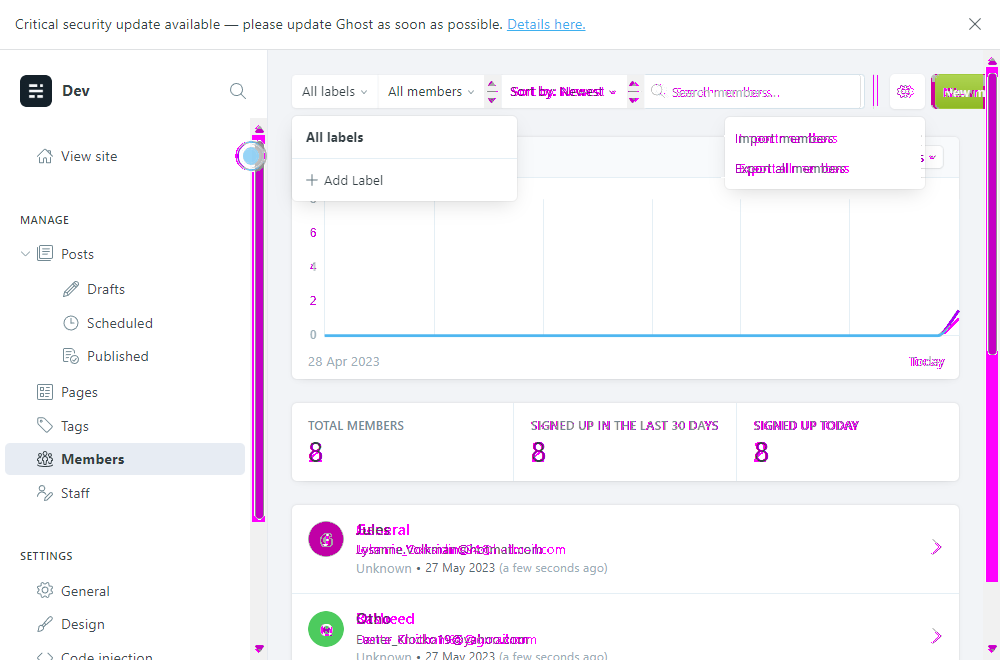 Critical security update available — please update Ghost as soon as possible. Details here.
Dev
All labels
All members
Sort by: Newest
Search members...
All labels
+ Add Label
Import members
Export all members
View site
MANAGE
Posts
Drafts
Scheduled
Published
Pages
Tags
Members
Staff
SETTINGS
General
Design
Code injection
6
4
2
0
28 Apr 2023
Today
TOTAL MEMBERS
8
SIGNED UP IN THE LAST 30 DAYS
8
SIGNED UP TODAY
8
Unknown • 27 May 2023 (a few seconds ago)
Unknown • 27 May 2023 (a few seconds ago)